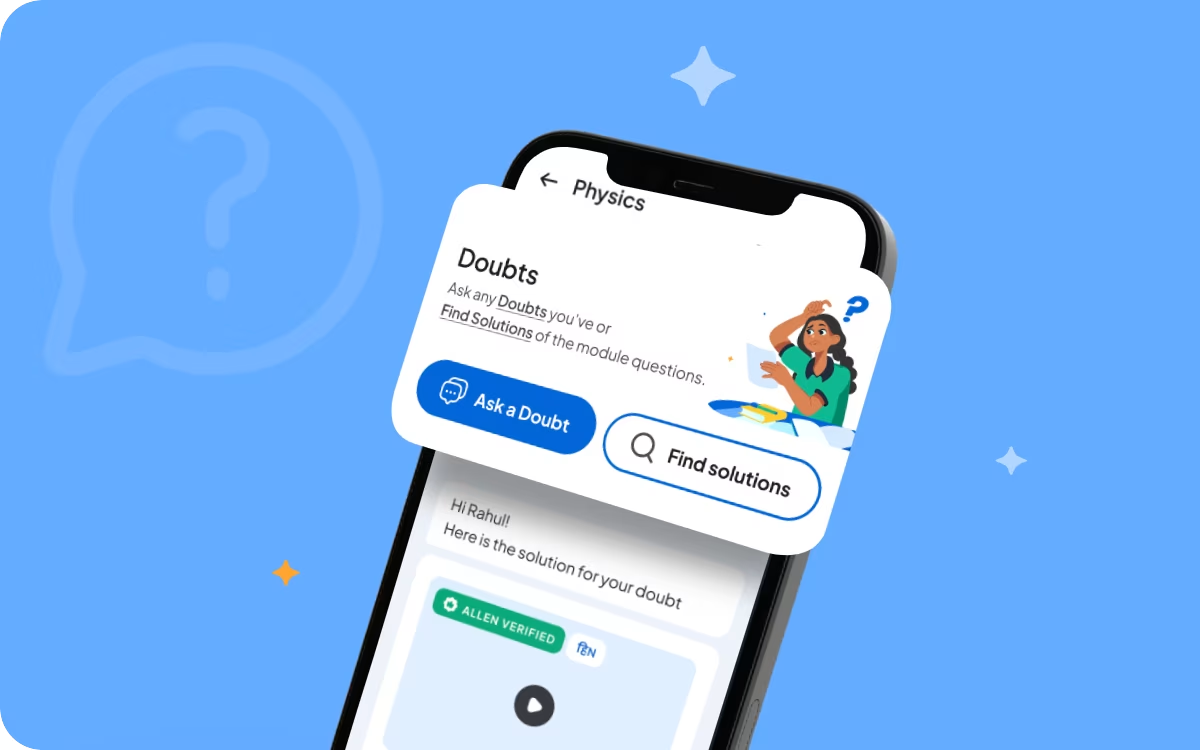 Physics
Doubts
Ask any Doubts you've or
Find Solutions of the module questions.
Ask a Doubt
Find solutions
Hi Rahul!
Here is the solution for your doubt
ALLEN VERIFIED
हिEN